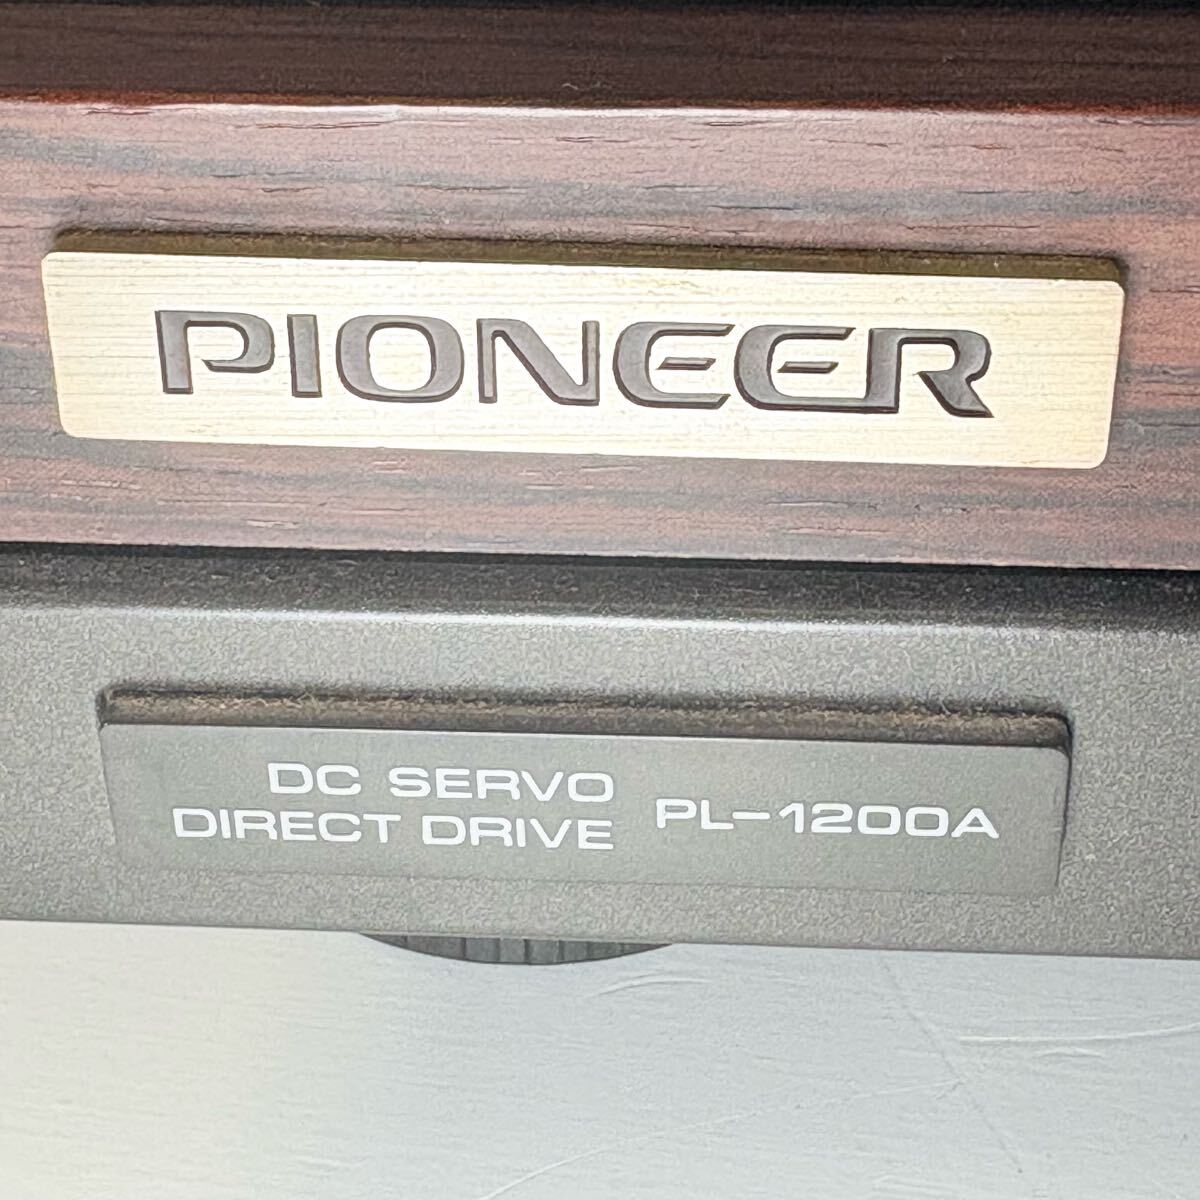 PIONEER
DC SERVO
DIRECT DRIVE
PL-1200A